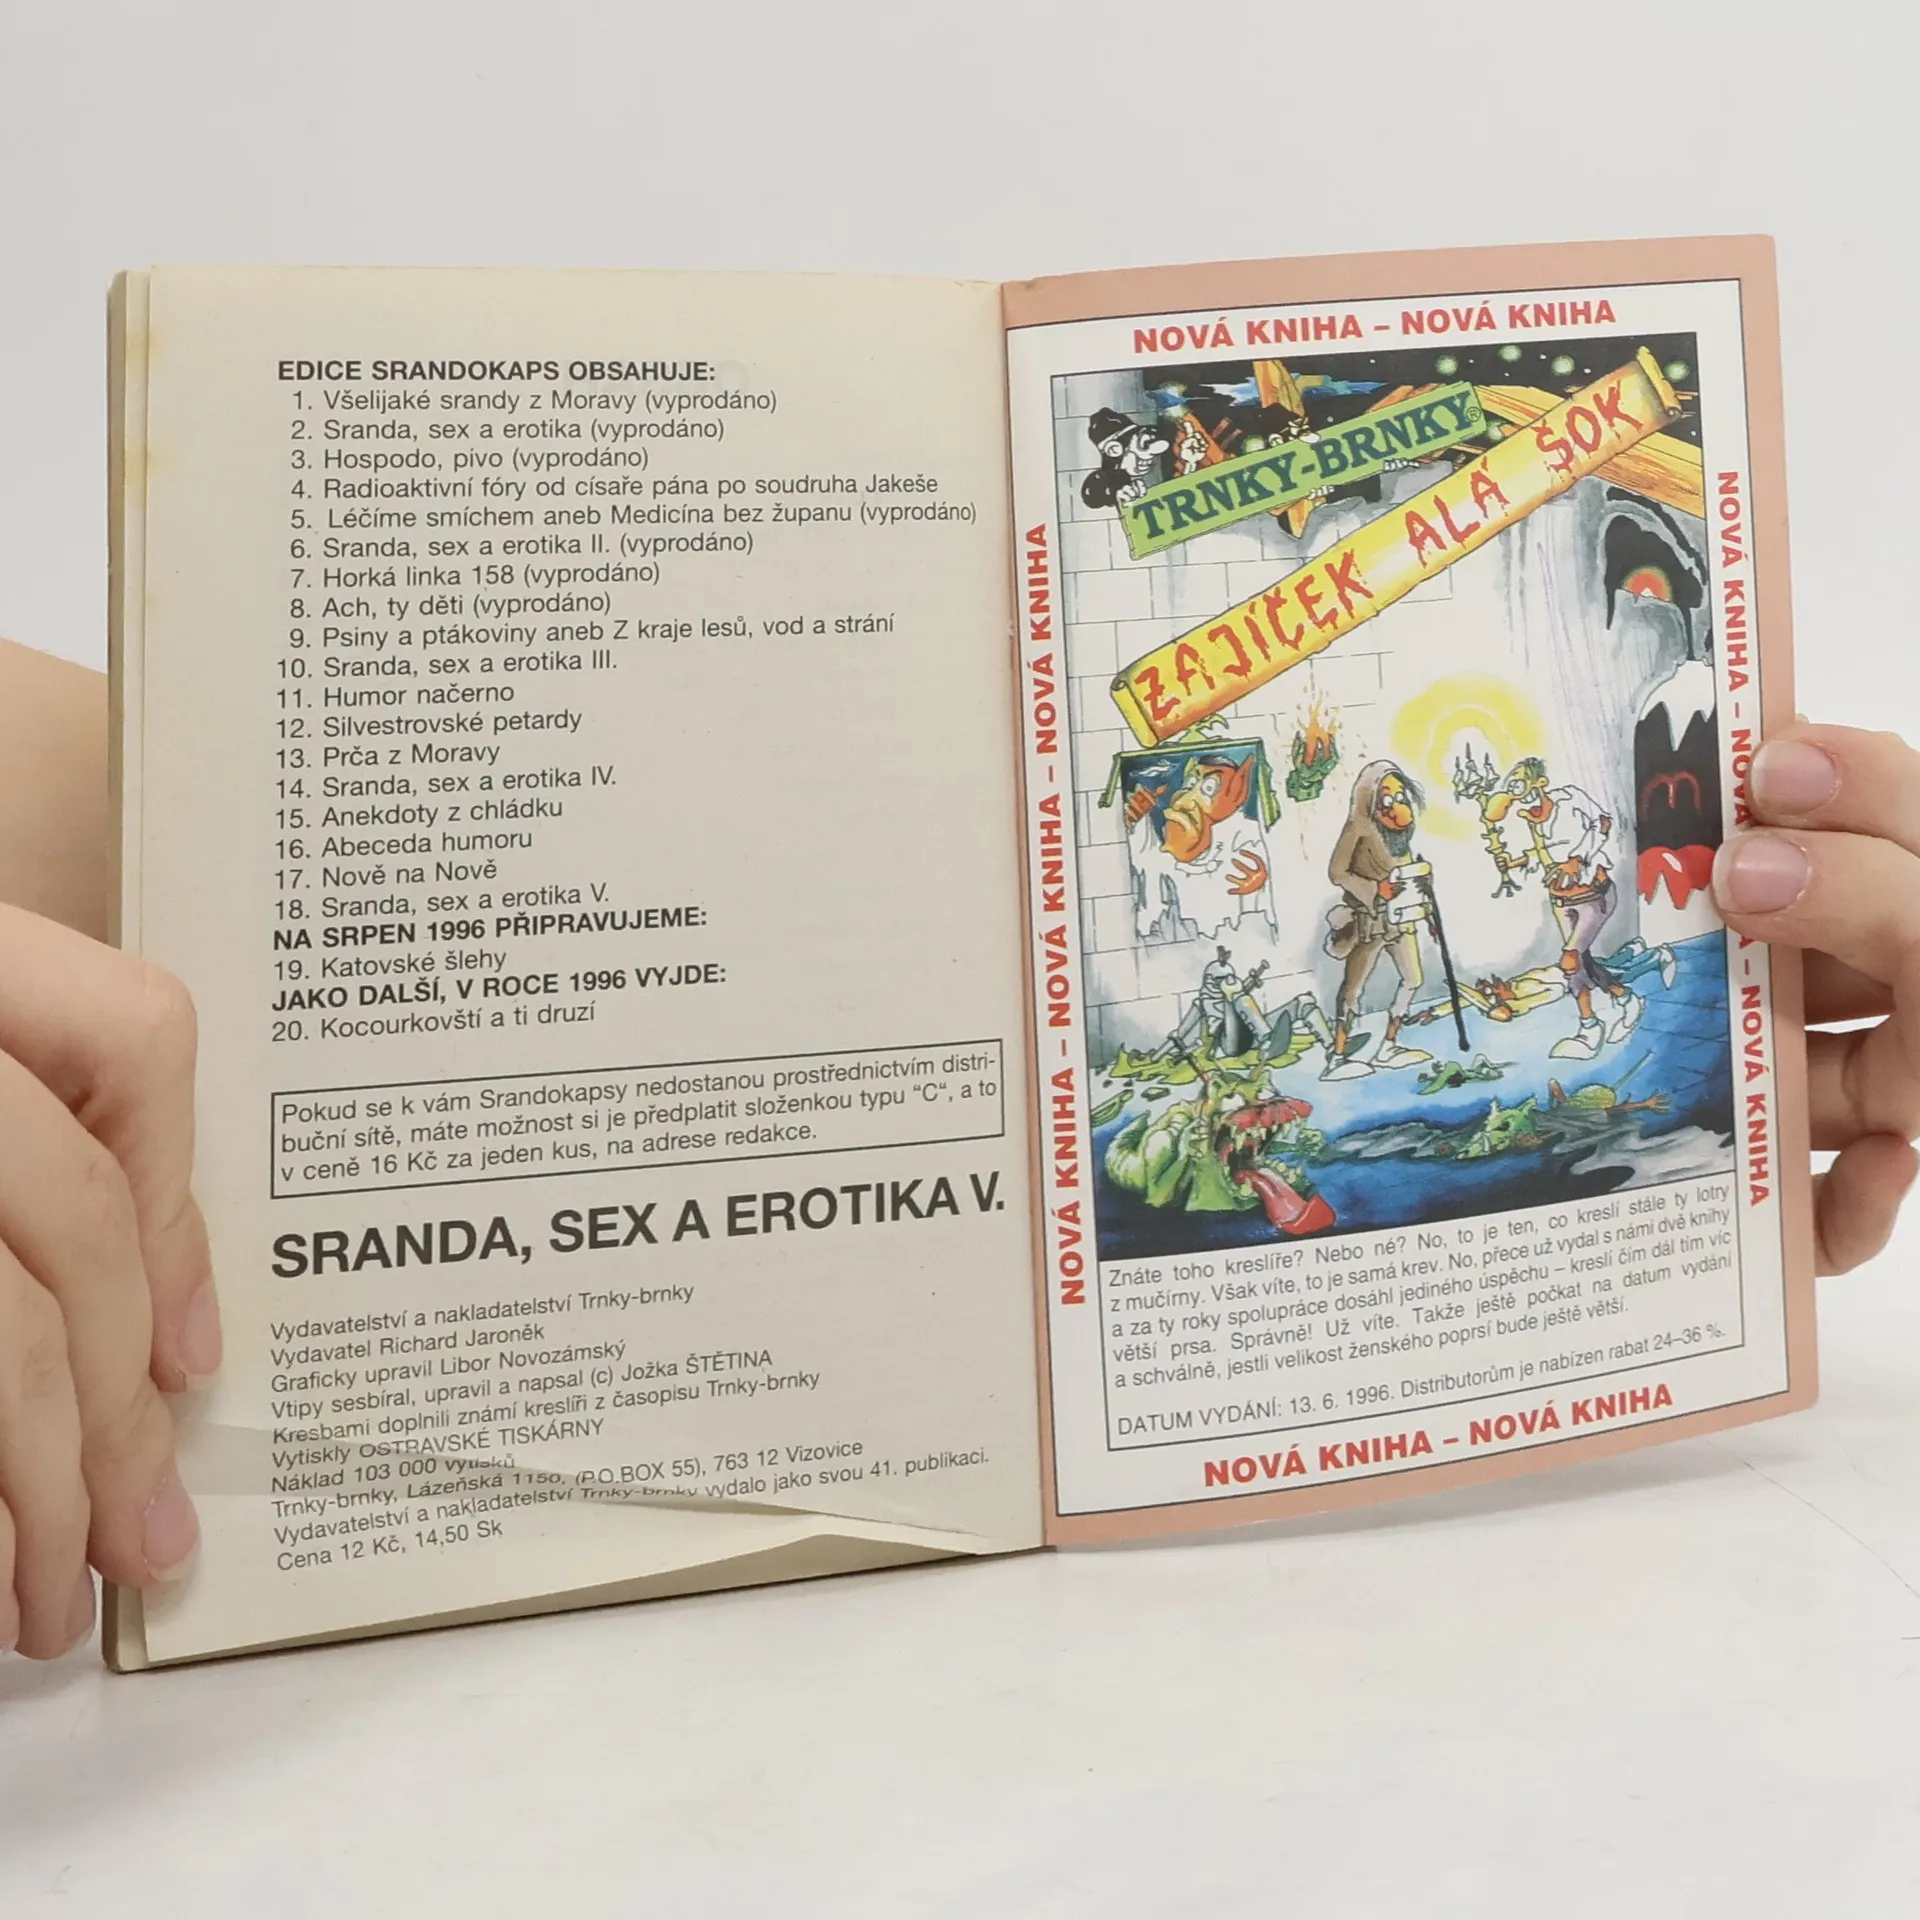 EDICE SRANDOKAPS OBSAHUJE:
1. Všelijaké srandy z Moravy (vyprodáno)
2. Sranda, sex a erotika (vyprodáno)
3. Hospodo, pivo (vyprodáno)
4. Radioaktivní fóry od císaře pána po soudruha Jakeše
5. Léčíme smíchem aneb Medicína bez županu (vyprodáno)
6. Sranda, sex a erotika II. (vyprodáno)
7. Horká linka 158 (vyprodáno)
8. Ach, ty děti (vyprodáno)
9. Psiny a ptákoviny aneb Z kraje lesů, vod a strání
10. Sranda, sex a erotika III.
11. Humor načerno
12. Silvestrovské petardy
13. Prča z Moravy
14. Sranda, sex a erotika IV.
15. Anekdoty z chládku
16. Abeceda humoru
17. Nově na Nově
18. Sranda, sex a erotika V.
NA SRPEN 1996 PŘIPRAVUJEME:
19. Katovské šlehy
JAKO DALŠÍ, V ROCE 1996 VYJDE:
20. Kocourkovští a ti druzí
Pokud se k vám Srandokapsy nedostanou prostřednictvím distri-
buční sítě, máte možnost si je předplatit složenkou typu "C", a to
v ceně 16 Kč za jeden kus, na adrese redakce.
SRANDA, SEX A EROTIKA V.
Vydavatelství a nakladatelství Trnky-brnky
Vydavatel Richard Jaroněk
Graficky upravil Libor Novozámský
Vtipy sesbíral, upravil a napsal (c) Jožka ŠTĚTINA
Kresbami doplnili známí kreslíři z časopisu Trnky-brnky
Vytiskly OSTRAVSKÉ TISKÁRNY
Náklad 103 000 výtisků
Trnky-brnky, Lázeňská 1150, (P.O.BOX 55), 763 12 Vizovice
Vydavatelství a nakladatelství Trnky-brnky vydalo jako svou 41. publikaci.
Cena 12 Kč, 14,50 Sk
NOVÁ KNIHA – NOVÁ KNIHA
NOVÁ KNIHA – NOVÁ KNIHA – NOVÁ KNIHA – NOVÁ KNIHA
TRNKY-BRNKY®
ZAJÍČEK ALÁ ŠOK
NOVÁ KNIHA – NOVÁ – NOVÁ KNIHA
Znáte toho kreslíře? Nebo né? No, to je ten, co kreslí stále ty lotry
z mučírny. Však víte, to je samá krev. No, přece už vydal s námi dvě knihy
a za ty roky spolupráce dosáhl jediného úspěchu – kreslí čím dál tím víc
větší prsa. Správně! Už víte. Takže ještě počkat na datum vydání
a schválně, jestli velikost ženského poprsí bude ještě větší.
DATUM VYDÁNÍ: 13. 6. 1996. Distributorům je nabízen rabat 24–36 %.
NOVÁ KNIHA – NOVÁ KNIHA